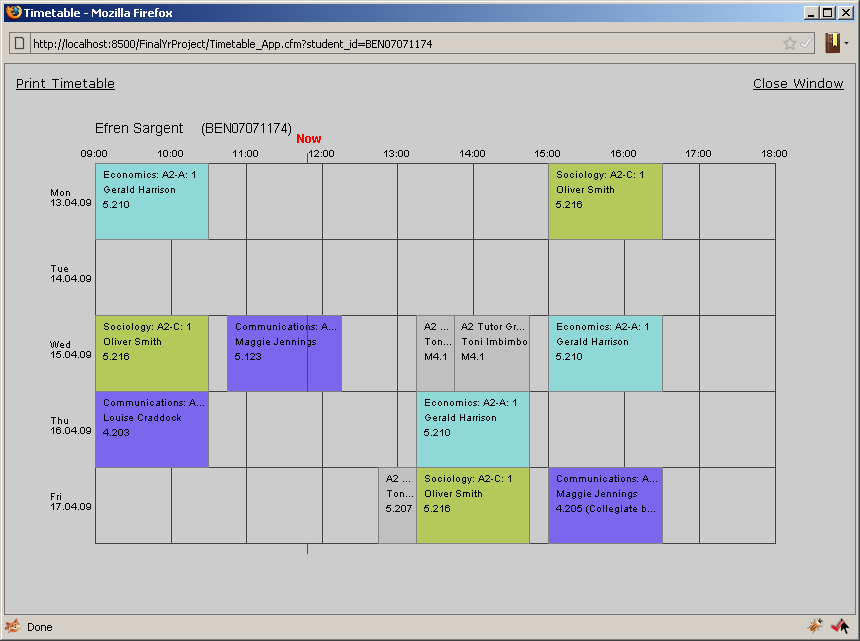 Timetable - Mozilla Firefox
http://localhost:8500/FinalYrProject/Timetable_App.cfm?student_id=BEN07071174
Print Timetable
Close Window
Efren Sargent (BEN07071174)
Now
09:00 10:00 11:00 12:00 13:00 14:00 15:00 16:00 17:00 18:00
Mon
13.04.09
Economics: A2-A: 1
Gerald Harrison
5.210
Sociology: A2-C: 1
Oliver Smith
5.216
Tue
14.04.09
Wed
15.04.09
Sociology: A2-C: 1
Oliver Smith
5.216
Communications: A...
Maggie Jennings
5.123
A2 ...
Ton...
M4.1
A2 Tutor Gr...
Toni Imbimbo
M4.1
Economics: A2-A: 1
Gerald Harrison
5.210
Thu
16.04.09
Communications: A...
Louise Craddock
4.203
Economics: A2-A: 1
Gerald Harrison
5.210
Fri
17.04.09
A2 ...
Ton...
5.207
Sociology: A2-C: 1
Oliver Smith
5.216
Communications: A...
Maggie Jennings
4.205 (Collegiate b...
Done